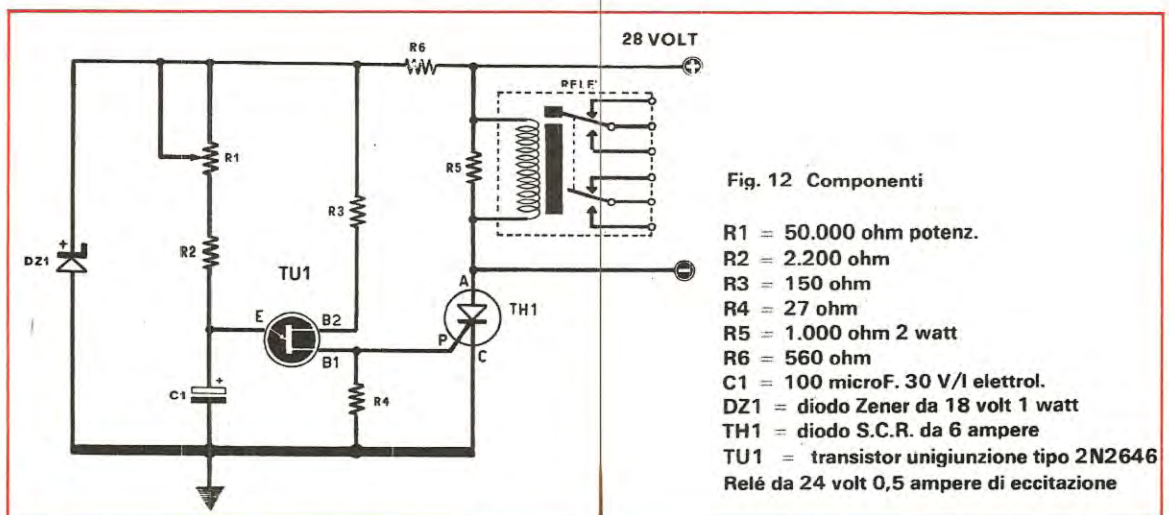 R6
28 VOLT
+
RELE'
R1
R5
R3
DZ1
+
R2
TU1
-
A
TH1
E
B2
P
B1
C
C1
+
R4
Fig. 12 Componenti
R1 = 50.000 ohm potenz.
R2 = 2.200 ohm
R3 = 150 ohm
R4 = 27 ohm
R5 = 1.000 ohm 2 watt
R6 = 560 ohm
C1 = 100 microF. 30 V/l elettrol.
DZ1 = diodo Zener da 18 volt 1 watt
TH1 = diodo S.C.R. da 6 ampere
TU1 = transistor unigiunzione tipo 2N2646
Relé da 24 volt 0,5 ampere di eccitazione